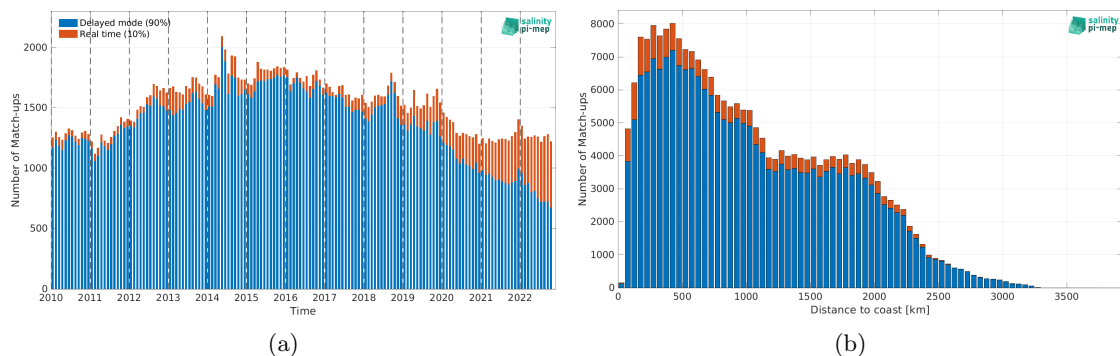 Delayed mode (90%)
Real time (10%)
salinity
pi-mep
2000
1500
1000
500
0
Number of Match-ups
2010 2011 2012 2013 2014 2015 2016 2017 2018 2019 2020 2021 2022
Time
(a)
salinity
pi-mep
8000
7000
6000
5000
4000
3000
2000
1000
0
Number of Match-ups
0 500 1000 1500 2000 2500 3000 3500
Distance to coast [km]
(b)